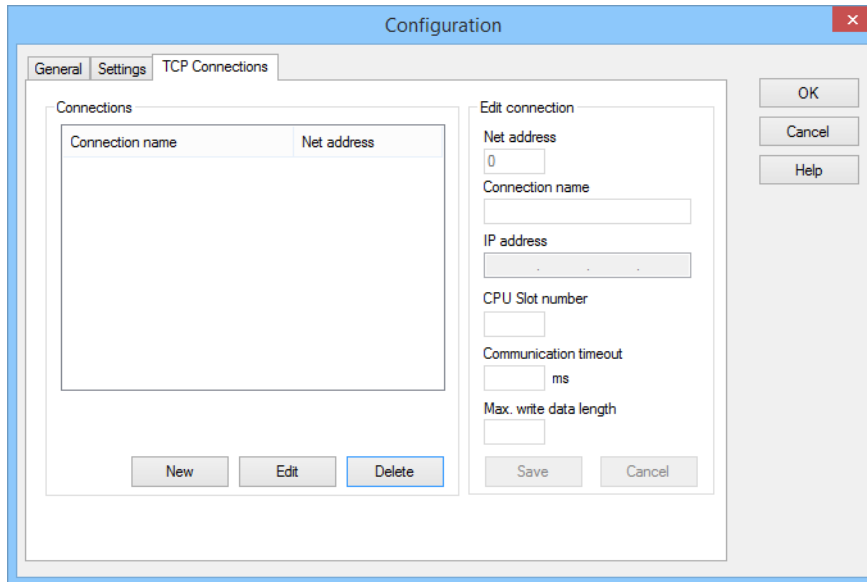 Configuration
×
General Settings TCP Connections
Connections
Connection name Net address
New Edit Delete
Edit connection
Net address
0
Connection name
IP address
. . .
CPU Slot number
Communication timeout
ms
Max. write data length
Save Cancel
OK
Cancel
Help